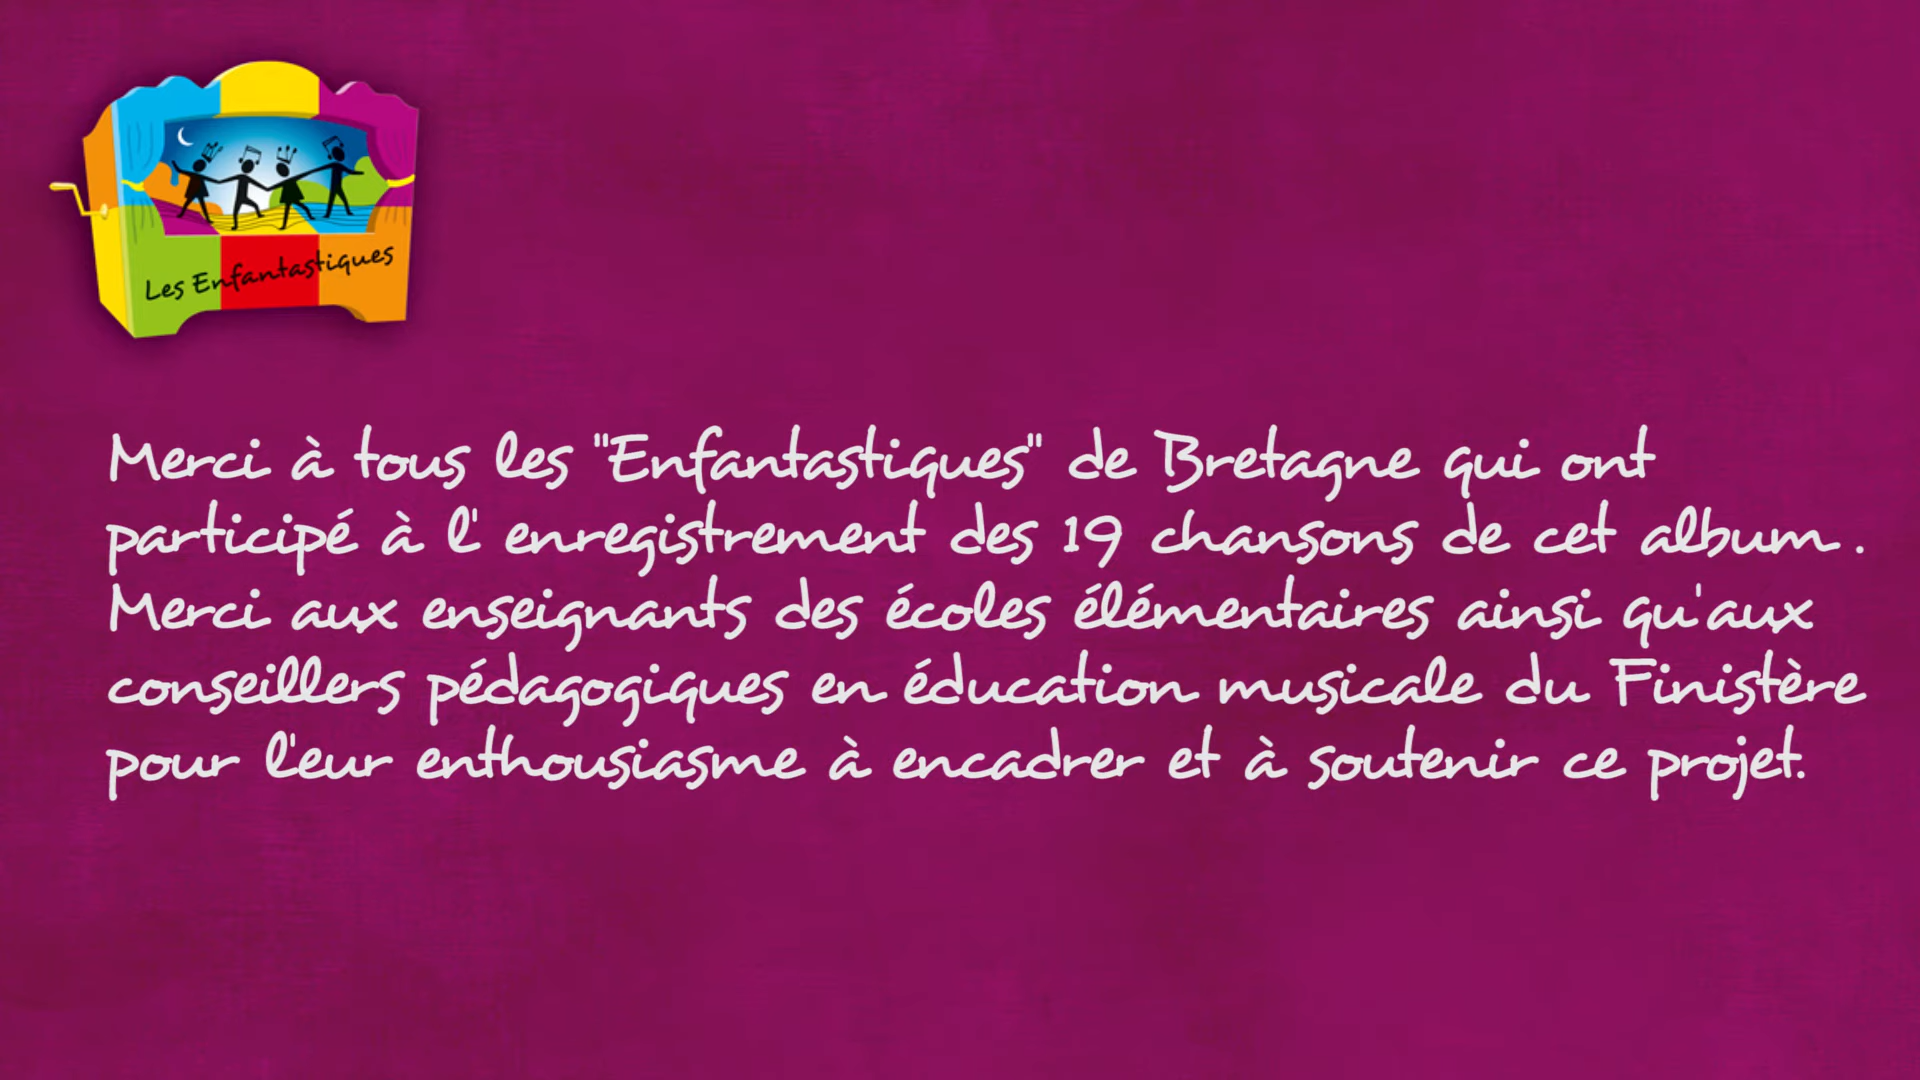 Les Enfantastiques
Merci à tous les "Enfantastiques" de Bretagne qui ont
participé à l' enregistrement des 19 chansons de cet album.
Merci aux enseignants des écoles élémentaires ainsi qu'aux
conseillers pédagogiques en éducation musicale du Finistère
pour l'eur enthousiasme à encadrer et à soutenir ce projet.